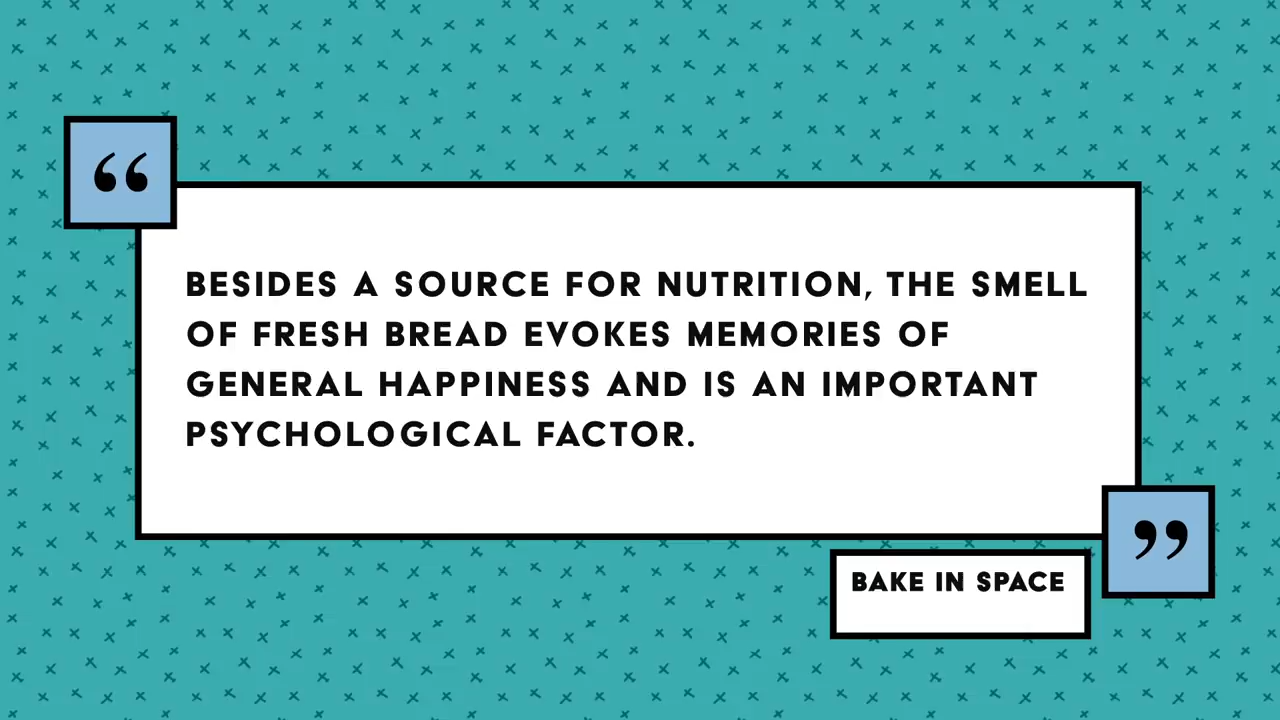 “
BESIDES A SOURCE FOR NUTRITION, THE SMELL
OF FRESH BREAD EVOKES MEMORIES OF
GENERAL HAPPINESS AND IS AN IMPORTANT
PSYCHOLOGICAL FACTOR.
”
BAKE IN SPACE